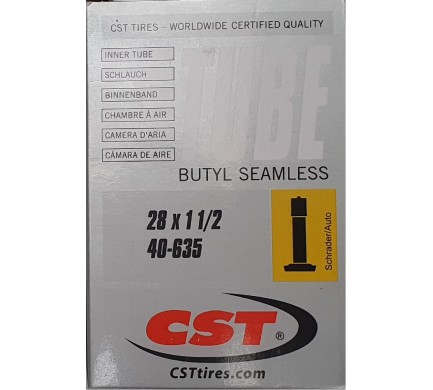 CST TIRES - WORLDWIDE CERTIFIED QUALITY
TUBE
INNER TUBE
SCHLAUCH
BINNENBAND
CHAMBRE À AIR
CAMERA D'ARIA
CÁMARA DE AIRE
BUTYL SEAMLESS
28 x 1 1/2
40-635
Schrader/Auto
CST®
CSTtires.com